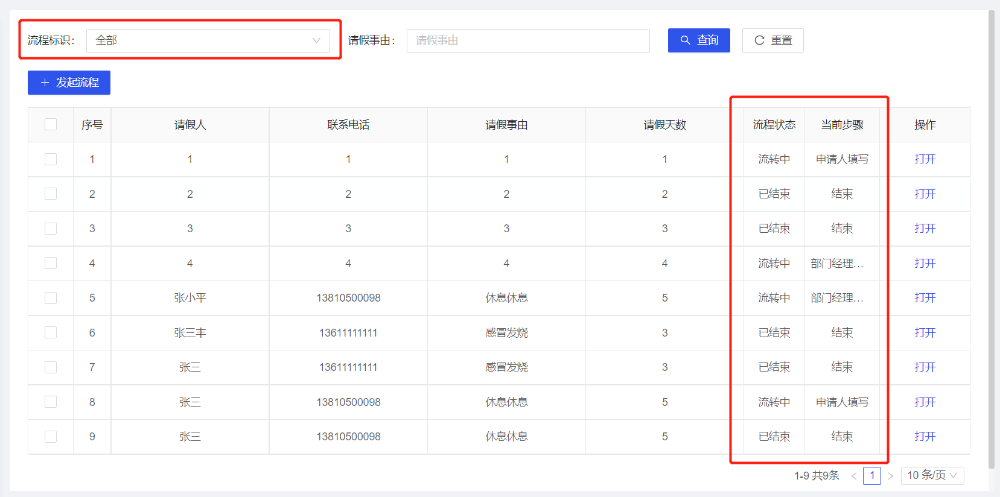 流程标识： 全部 请假事由： 请假事由 查询 重置
+ 发起流程
序号 请假人 联系电话 请假事由 请假天数 流程状态 当前步骤 操作
1 1 1 1 1 流转中 申请人填写 打开
2 2 2 2 2 已结束 结束 打开
3 3 3 3 3 已结束 结束 打开
4 4 4 4 4 流转中 部门经理... 打开
5 张小平 13810500098 休息休息 5 流转中 部门经理... 打开
6 张三丰 13611111111 感冒发烧 3 已结束 结束 打开
7 张三 13611111111 感冒发烧 3 已结束 结束 打开
8 张三 13810500098 休息休息 5 流转中 申请人填写 打开
9 张三 13810500098 休息休息 5 已结束 结束 打开
1-9 共9条 < 1 > 10 条/页